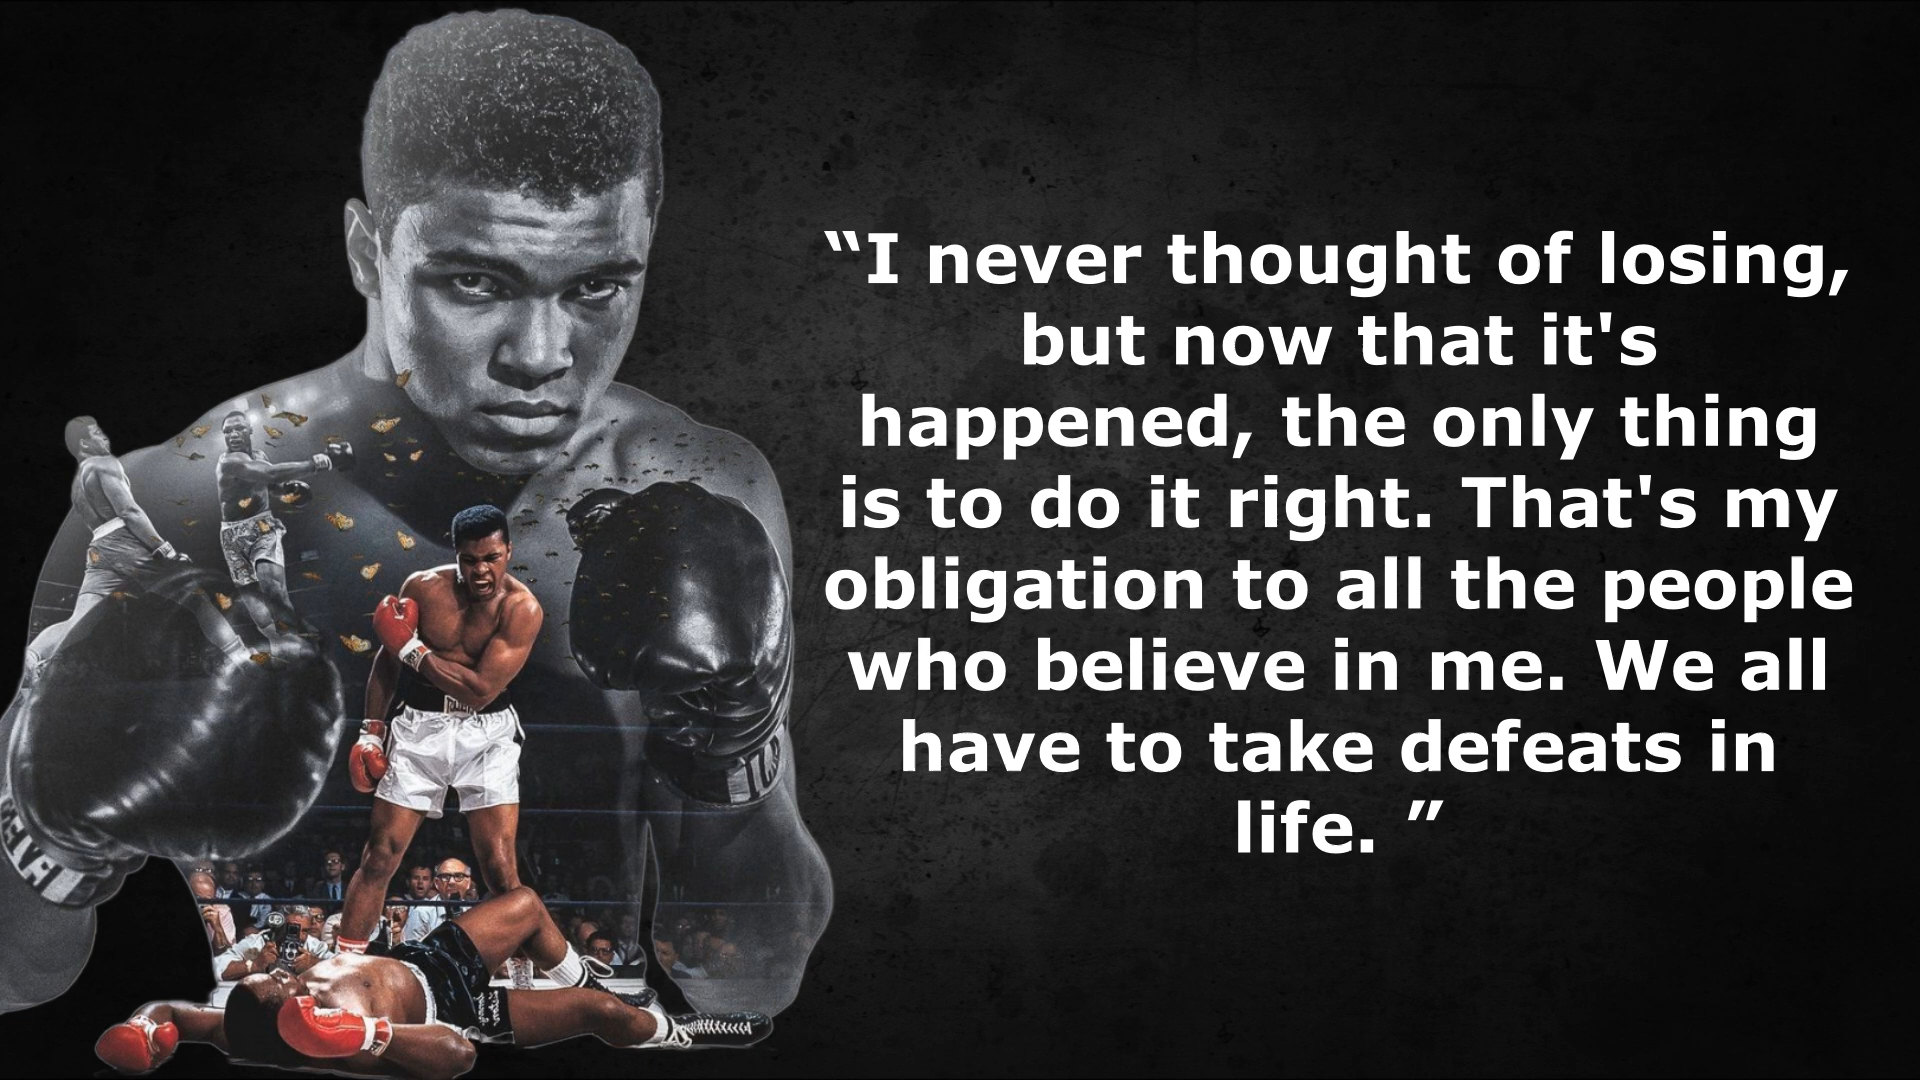 “I never thought of losing,
but now that it's
happened, the only thing
is to do it right. That's my
obligation to all the people
who believe in me. We all
have to take defeats in
life. ”